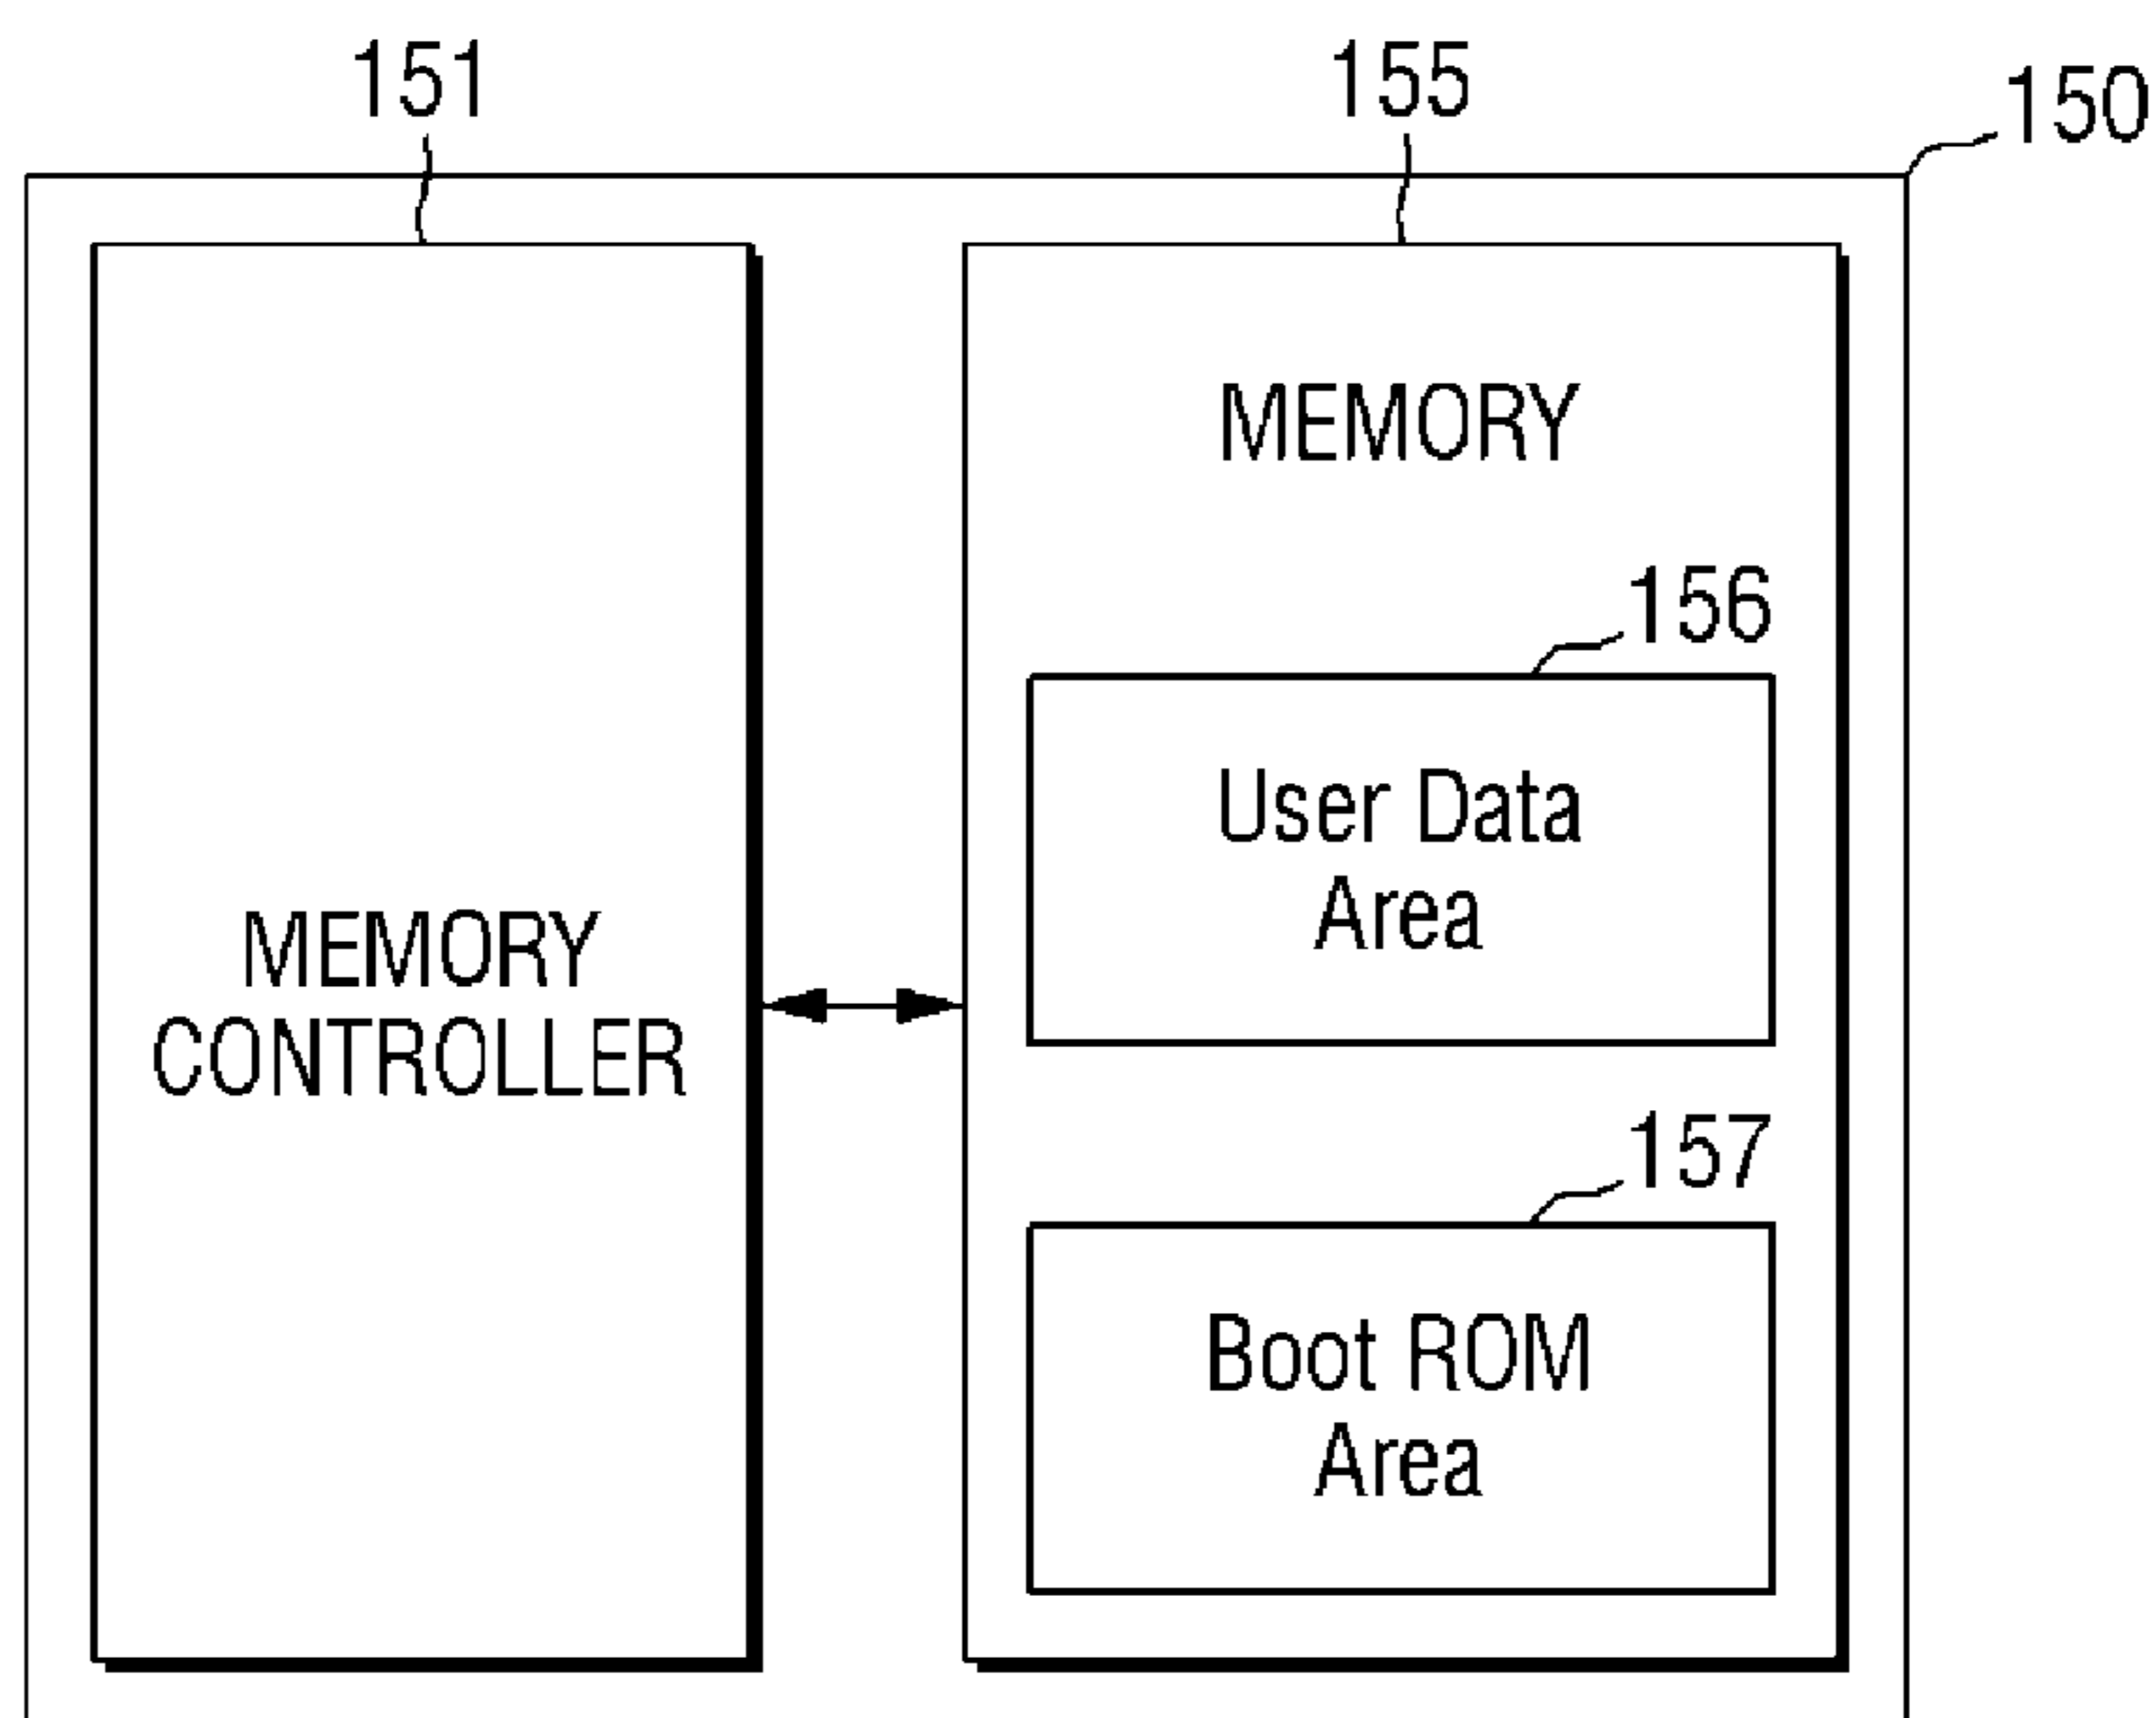 151
155
150
MEMORY
156
User Data
Area
MEMORY
CONTROLLER
157
Boot ROM
Area